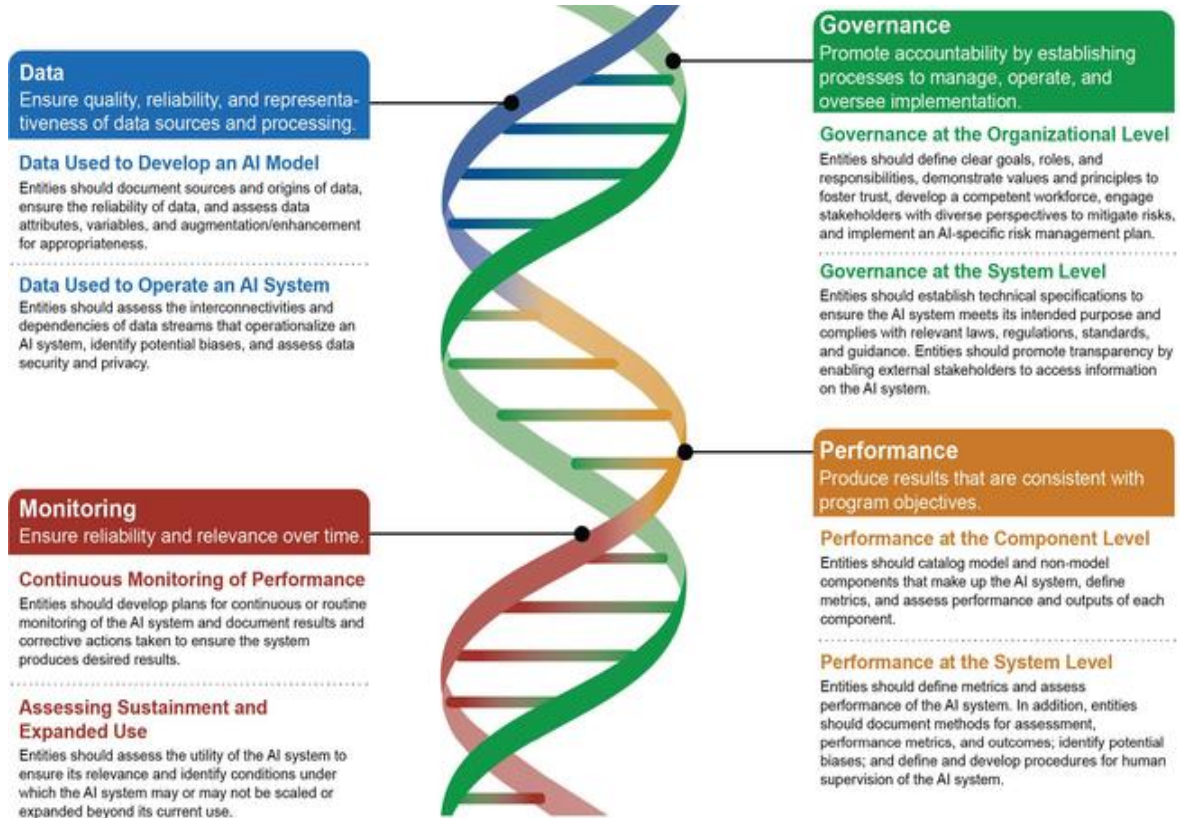 Data
Ensure quality, reliability, and representa-
tiveness of data sources and processing.
Data Used to Develop an AI Model
Entities should document sources and origins of data,
ensure the reliability of data, and assess data
attributes, variables, and augmentation/enhancement
for appropriateness.
Data Used to Operate an AI System
Entities should assess the interconnectivities and
dependencies of data streams that operationalize an
AI system, identify potential biases, and assess data
security and privacy.
Monitoring
Ensure reliability and relevance over time.
Continuous Monitoring of Performance
Entities should develop plans for continuous or routine
monitoring of the AI system and document results and
corrective actions taken to ensure the system
produces desired results.
Assessing Sustainment and
Expanded Use
Entities should assess the utility of the AI system to
ensure its relevance and identify conditions under
which the AI system may or may not be scaled or
expanded beyond its current use.
Governance
Promote accountability by establishing
processes to manage, operate, and
oversee implementation.
Governance at the Organizational Level
Entities should define clear goals, roles, and
responsibilities, demonstrate values and principles to
foster trust, develop a competent workforce, engage
stakeholders with diverse perspectives to mitigate risks,
and implement an AI-specific risk management plan.
Governance at the System Level
Entities should establish technical specifications to
ensure the AI system meets its intended purpose and
complies with relevant laws, regulations, standards,
and guidance. Entities should promote transparency by
enabling external stakeholders to access information
on the AI system.
Performance
Produce results that are consistent with
program objectives.
Performance at the Component Level
Entities should catalog model and non-model
components that make up the AI system, define
metrics, and assess performance and outputs of each
component.
Performance at the System Level
Entities should define metrics and assess
performance of the AI system. In addition, entities
should document methods for assessment,
performance metrics, and outcomes; identify potential
biases; and define and develop procedures for human
supervision of the AI system.